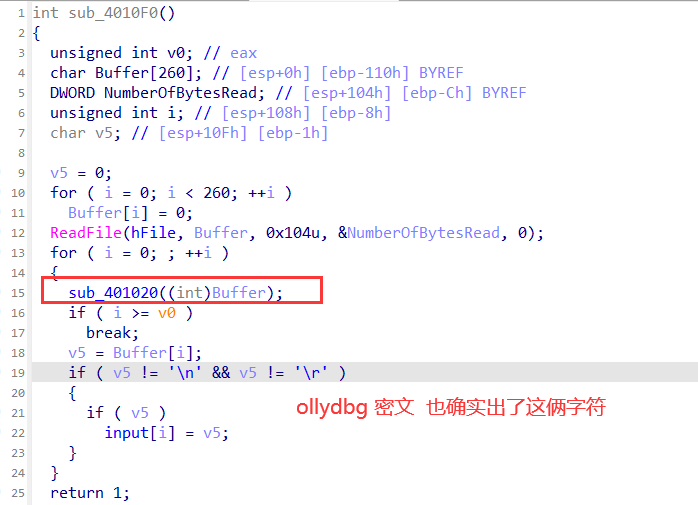 1 int sub_4010F0()
2 {
3 unsigned int v0; // eax
4 char Buffer[260]; // [esp+0h] [ebp-110h] BYREF
5 DWORD NumberOfBytesRead; // [esp+104h] [ebp-Ch] BYREF
6 unsigned int i; // [esp+108h] [ebp-8h]
7 char v5; // [esp+10Fh] [ebp-1h]
8
9 v5 = 0;
10 for ( i = 0; i < 260; ++i )
11 Buffer[i] = 0;
12 ReadFile(hFile, Buffer, 0x104u, &NumberOfBytesRead, 0);
13 for ( i = 0; ; ++i )
14 {
15 sub_401020((int)Buffer);
16 if ( i >= v0 )
17 break;
18 v5 = Buffer[i];
19 if ( v5 != '\n' && v5 != '\r' )
20 {
21 if ( v5 )
22 input[i] = v5;
23 }
24 }
25 return 1;
ollydbg 密文 也确实出了这俩字符